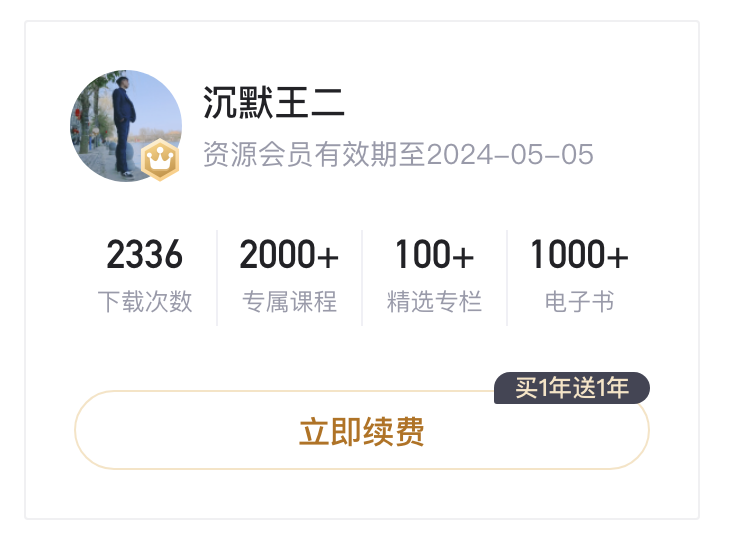 沉默王二
资源会员有效期至2024-05-05
2336 2000+ 100+ 1000+
下载次数 专属课程 精选专栏 电子书
买1年送1年
立即续费